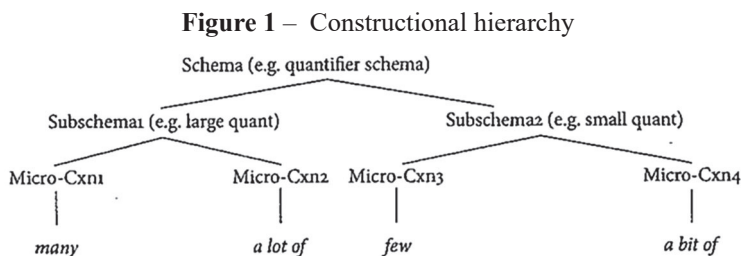 Figure 1 – Constructional hierarchy
Schema (e.g. quantifier schema)
Subschema1 (e.g. large quant) Subschema2 (e.g. small quant)
Micro-Cxn1 Micro-Cxn2 Micro-Cxn3 Micro-Cxn4
many a lot of few a bit of